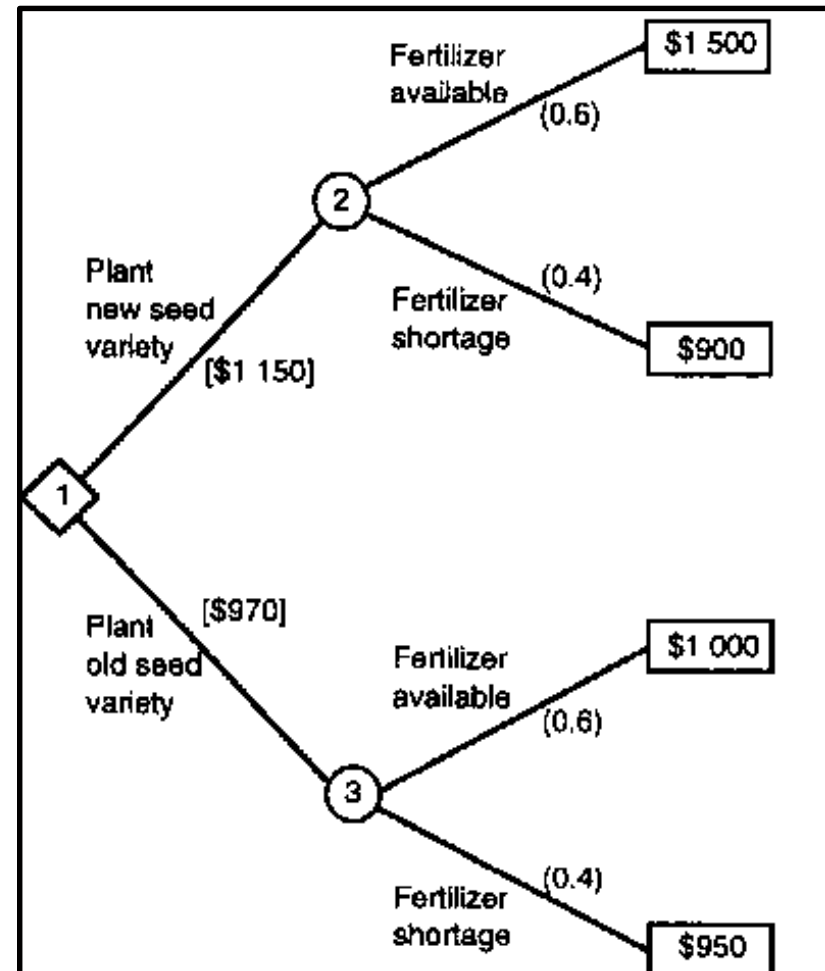 Fertilizer
available
$1 500
(0.6)
2
Plant
new seed
variety
(0.4)
Fertilizer
shortage
$900
[$1 150]
1
[$970]
Plant
old seed
variety
Fertilizer
available
$1 000
(0.6)
3
(0.4)
Fertilizer
shortage
$950